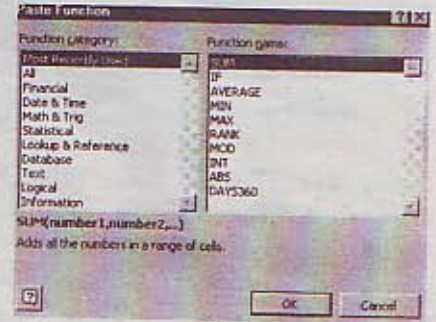 Paste Function
? X
Function category:
Most Recently Used
All
Financial
Date & Time
Math & Trig
Statistical
Lookup & Reference
Database
Text
Logical
Information
Function name:
SUM
IF
AVERAGE
MIN
MAX
RANK
MOD
INT
ABS
DAYS360
SUM(number1,number2,...)
Adds all the numbers in a range of cells.
?
OK
Cancel